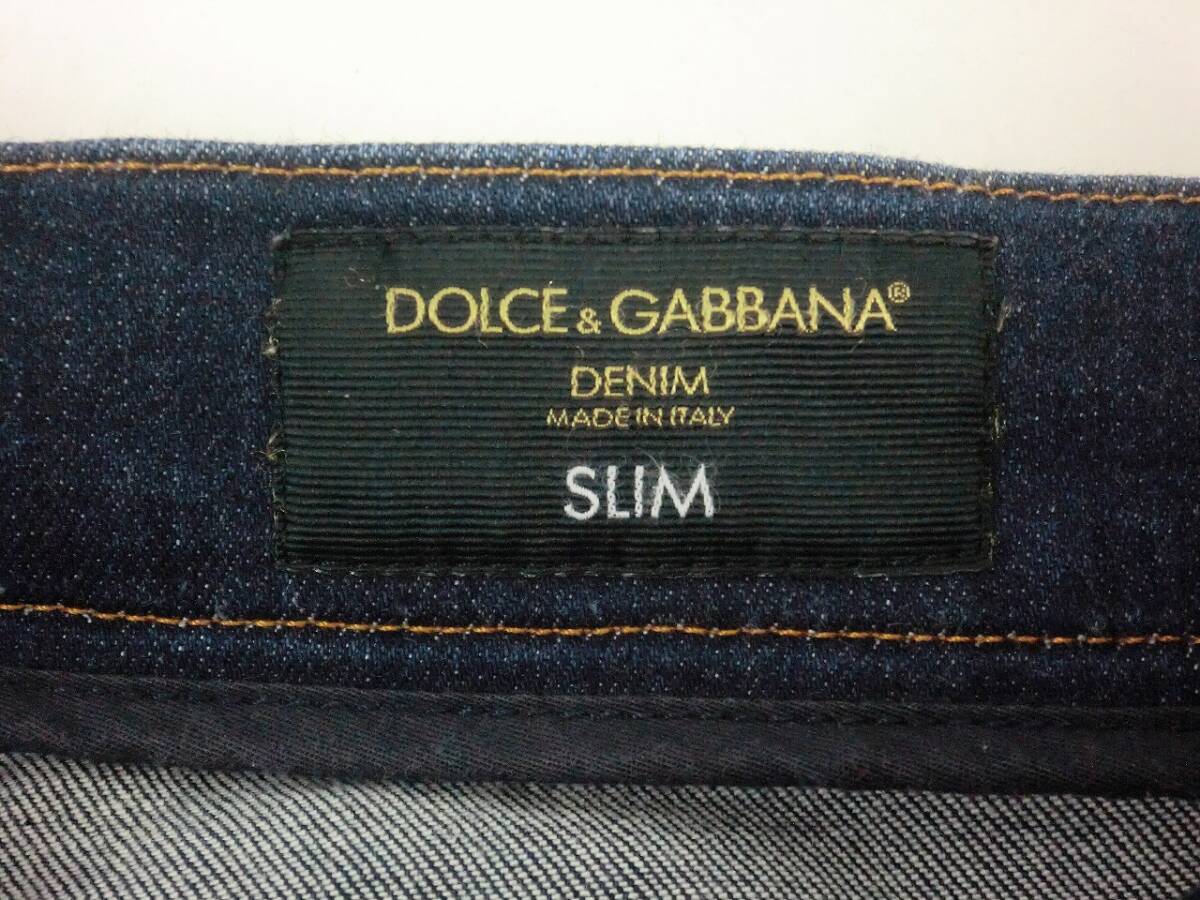 DOLCE & GABBANA®
DENIM
MADE IN ITALY
SLIM